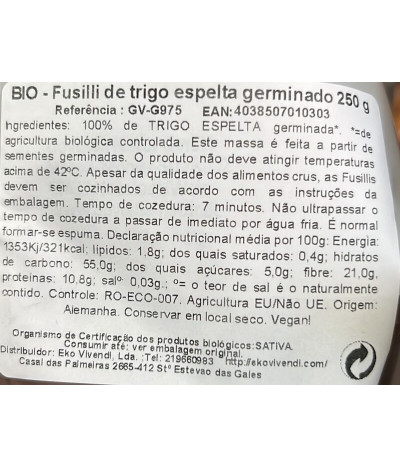 BIO - Fusilli de trigo espelta germinado 250 g
Referência : GV-G975 EAN:4038507010303
Ingredientes: 100% de TRIGO ESPELTA germinada*. *=de
agricultura biológica controlada. Este massa é feita a partir de
sementes germinadas. O produto não deve atingir temperaturas
acima de 42ºC. Apesar da qualidade dos alimentos crus, as Fusillis
devem ser cozinhados de acordo com as instruções da
embalagem. Tempo de cozedura: 7 minutos. Não ultrapassar o
tempo de cozedura a passar de imediato por água fria. É normal
formar-se espuma. Declaração nutricional média por 100g: Energia:
1353Kj/321kcal; lípidos: 1,8g; dos quais saturados: 0,4g; hidratos
de carbono: 55,0g; dos quais açúcares: 5,0g; fibre: 21,0g,
proteínas: 10,8g; salº: 0,03g.; º= o teor de sal é o naturalmente
contido. Controle: RO-ECO-007. Agricultura EU/Não UE. Origem:
Alemanha. Conservar em local seco. Vegan!
Organismo de Certificação dos produtos biológicos:SATIVA.
Consumir até: ver embalagem original.
Distribuidor: Eko Vivendi, Lda. ;Tel: 219660983 http://ekovivendi.com/
Casal das Palmeiras 2665-412 Stº Estevao das Gales